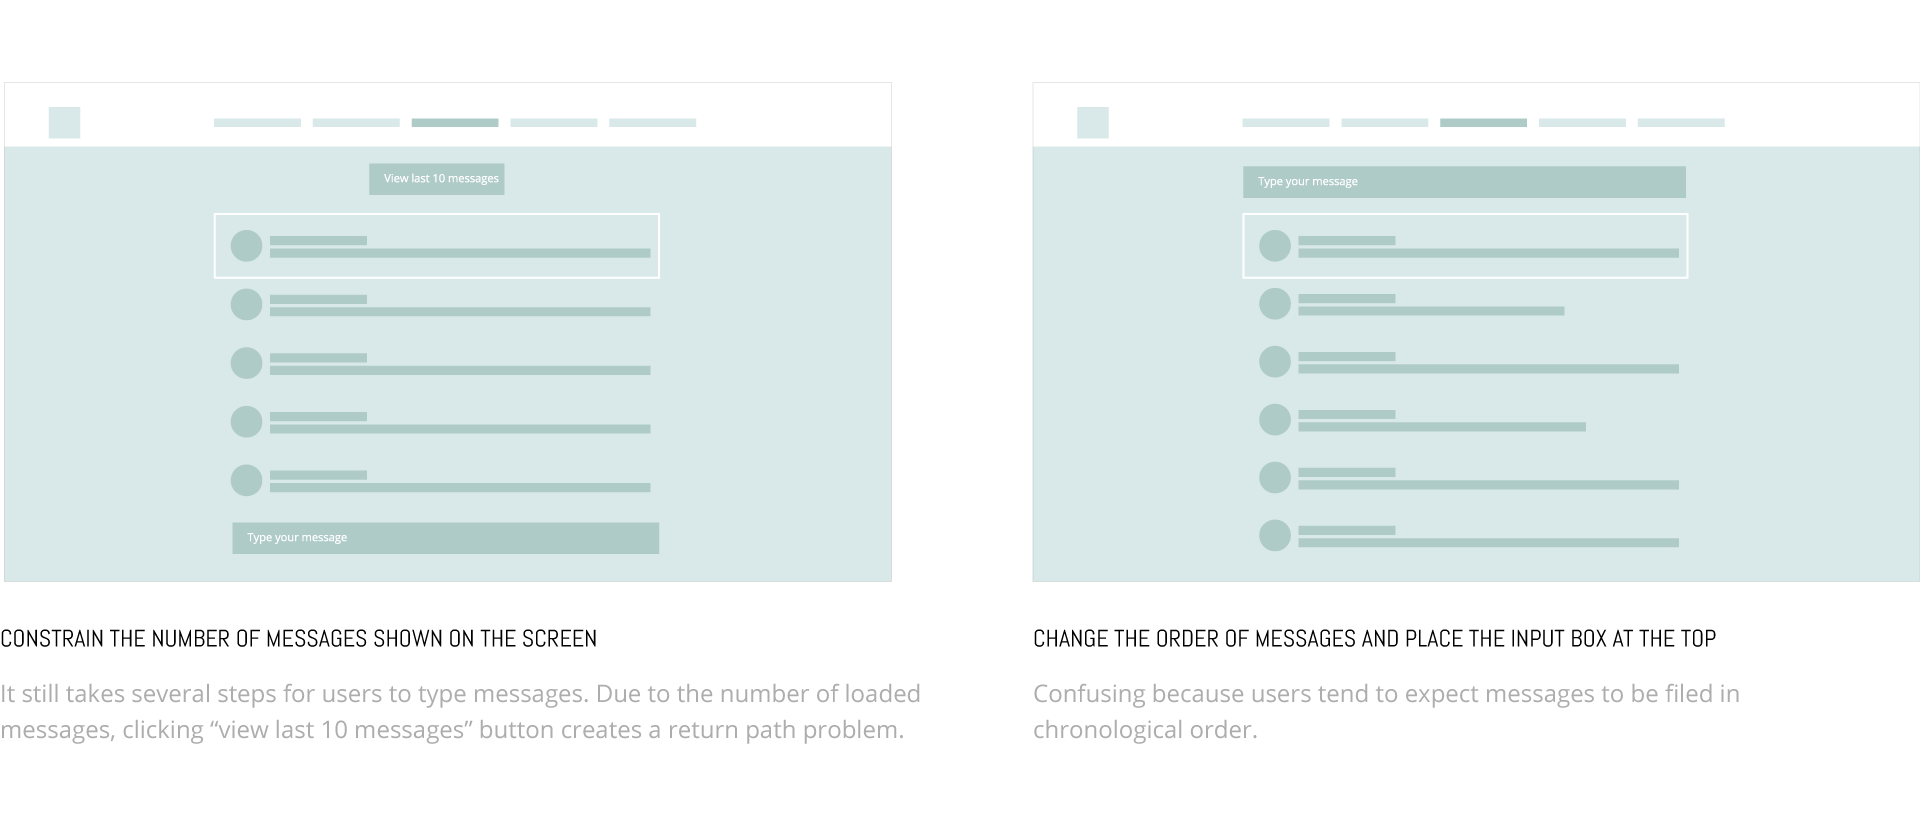 View last 10 messages
Type your message
CONSTRAIN THE NUMBER OF MESSAGES SHOWN ON THE SCREEN
It still takes several steps for users to type messages. Due to the number of loaded
messages, clicking “view last 10 messages” button creates a return path problem.
Type your message
CHANGE THE ORDER OF MESSAGES AND PLACE THE INPUT BOX AT THE TOP
Confusing because users tend to expect messages to be filed in
chronological order.